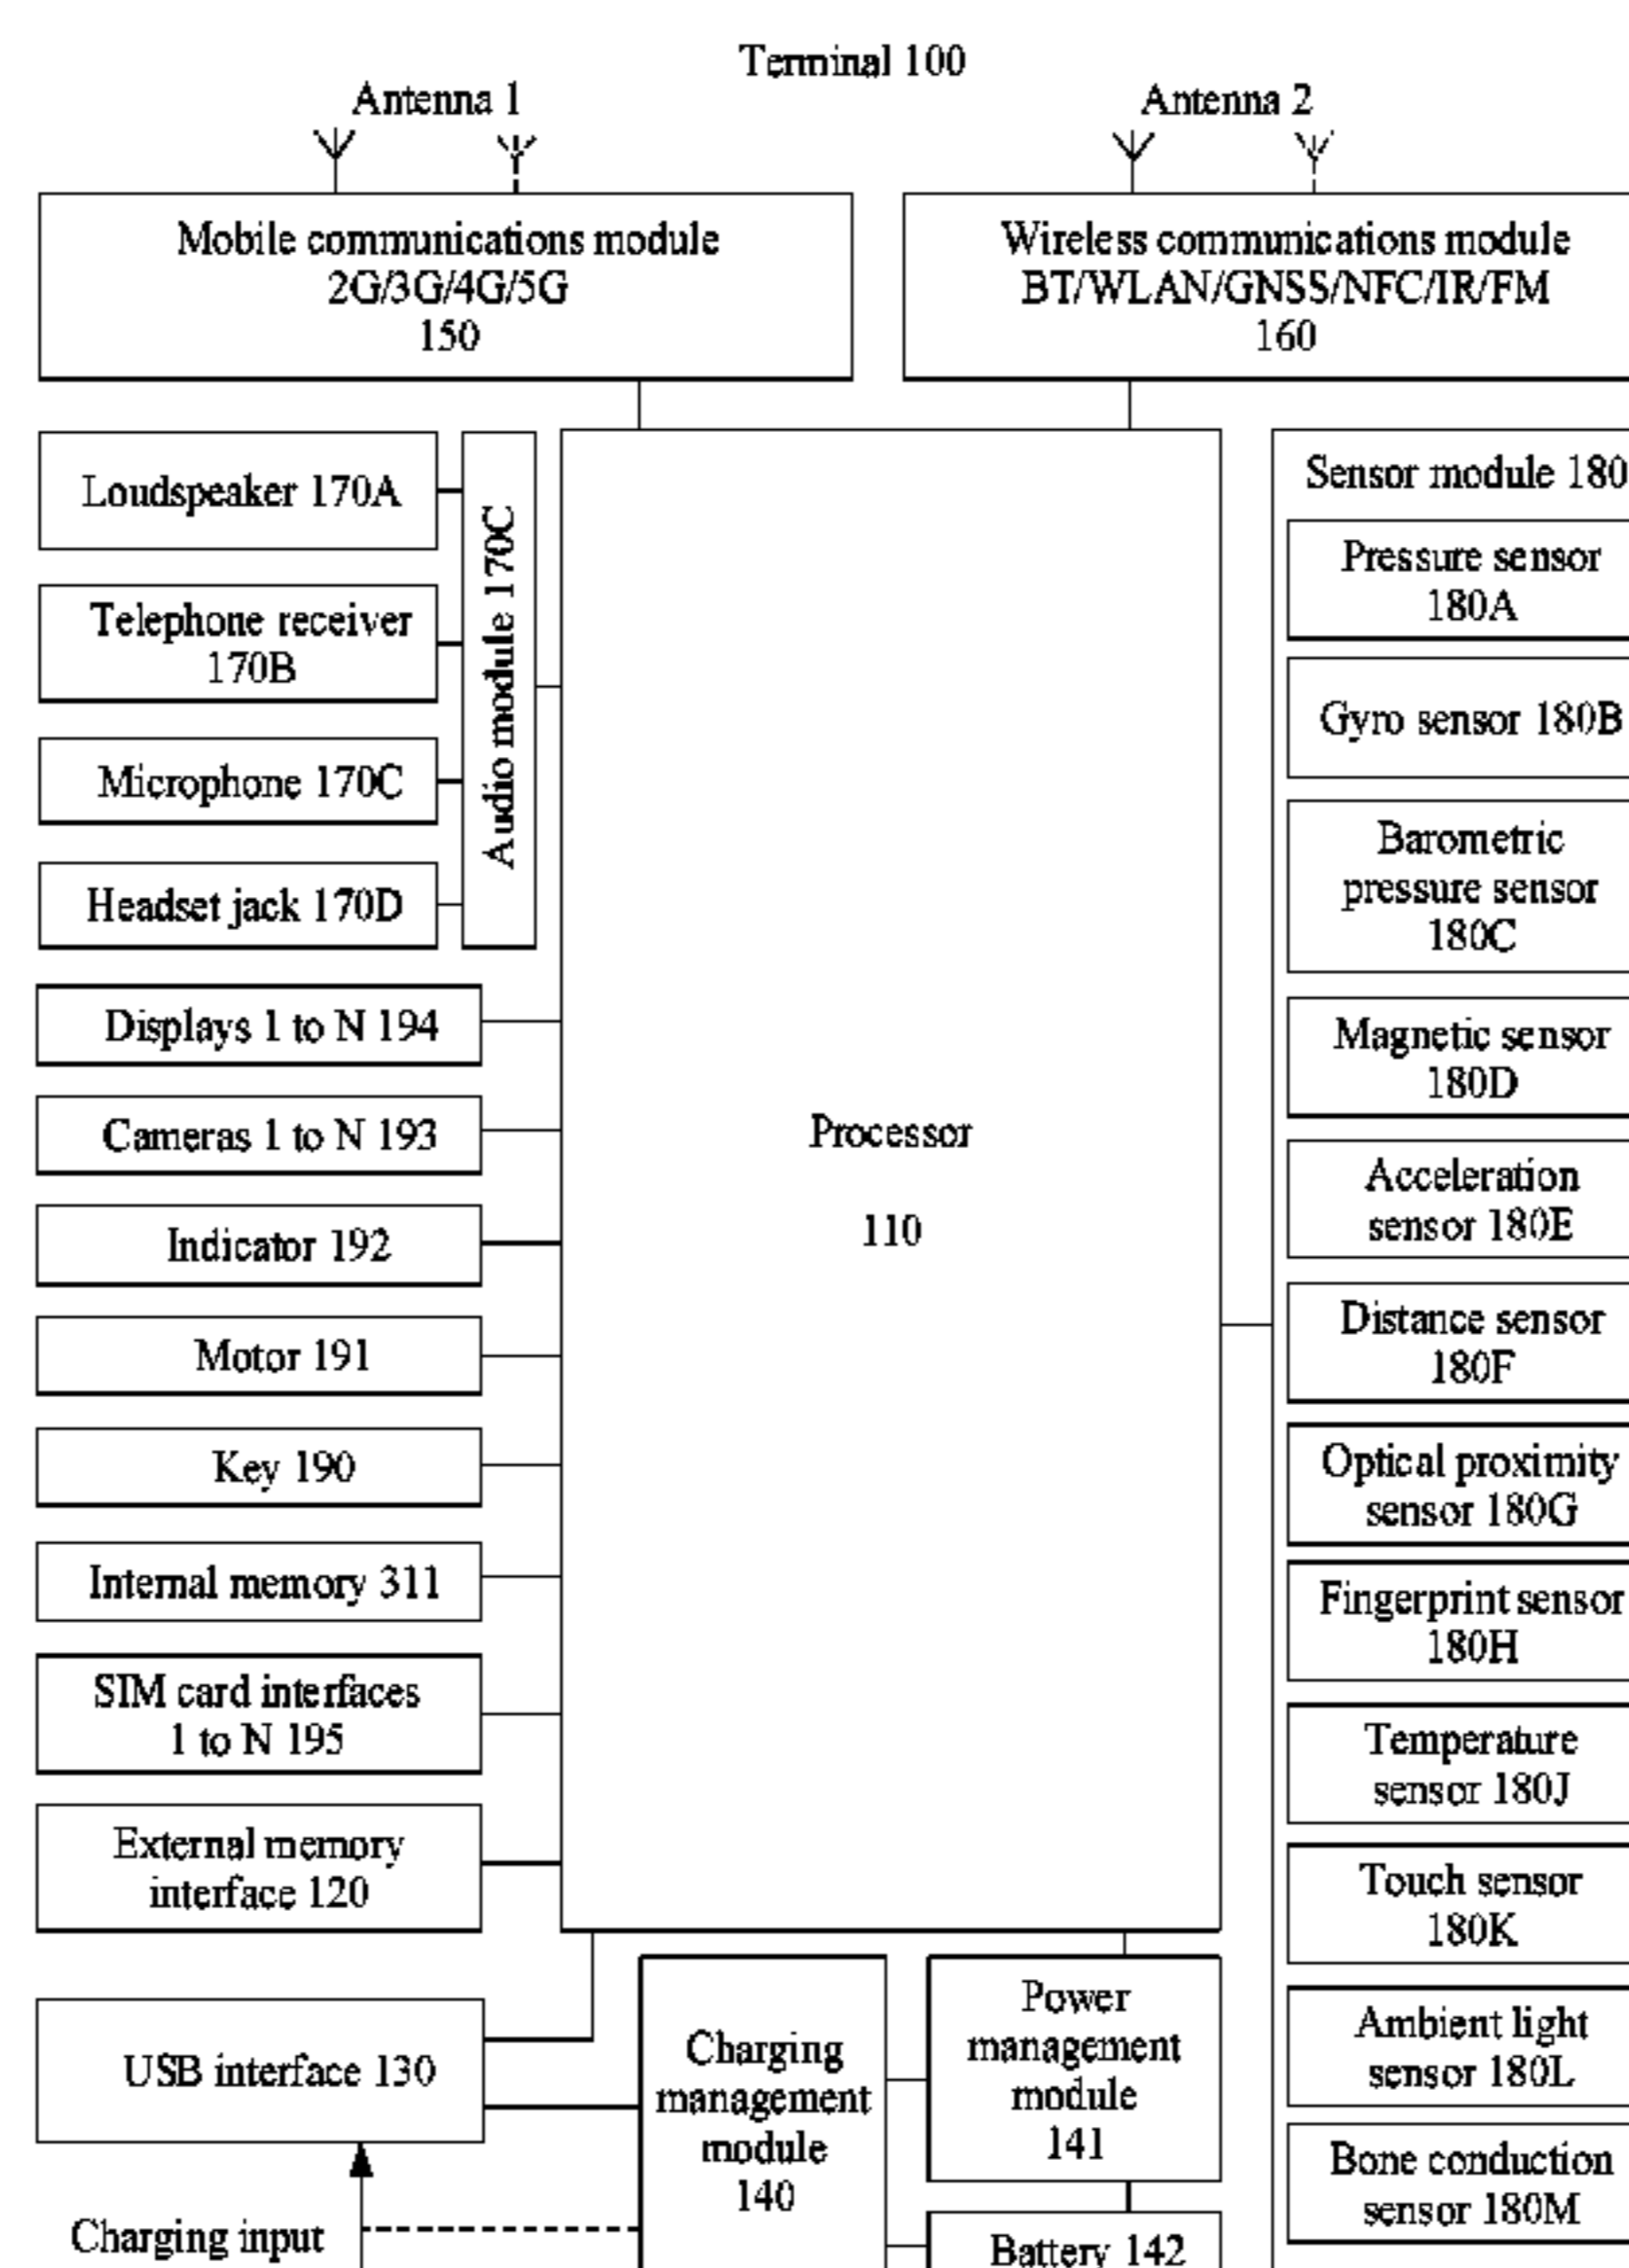 Terminal 100
Antenna 1
Antenna 2
Mobile communications module
2G/3G/4G/5G
150
Wireless communications module
BT/WLAN/GNSS/NFC/IR/FM
160
Loudspeaker 170A
Telephone receiver
170B
Microphone 170C
Headset jack 170D
Audio module 170C
Displays 1 to N 194
Cameras 1 to N 193
Indicator 192
Motor 191
Key 190
Internal memory 311
SIM card interfaces
1 to N 195
External memory
interface 120
USB interface 130
Charging input
Processor
110
Charging
management
module
140
Power
management
module
141
Battery 142
Sensor module 180
Pressure sensor
180A
Gyro sensor 180B
Barometric
pressure sensor
180C
Magnetic sensor
180D
Acceleration
sensor 180E
Distance sensor
180F
Optical proximity
sensor 180G
Fingerprint sensor
180H
Temperature
sensor 180J
Touch sensor
180K
Ambient light
sensor 180L
Bone conduction
sensor 180M